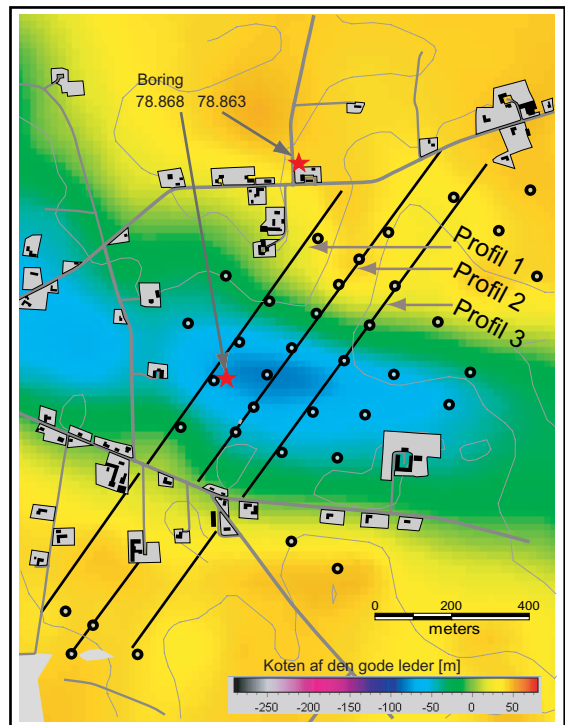 Boring
78.868 78.863
Profil 1
Profil 2
Profil 3
0 200 400
meters
Koten af den gode leder [m]
-250 -200 -150 -100 -50 0 50